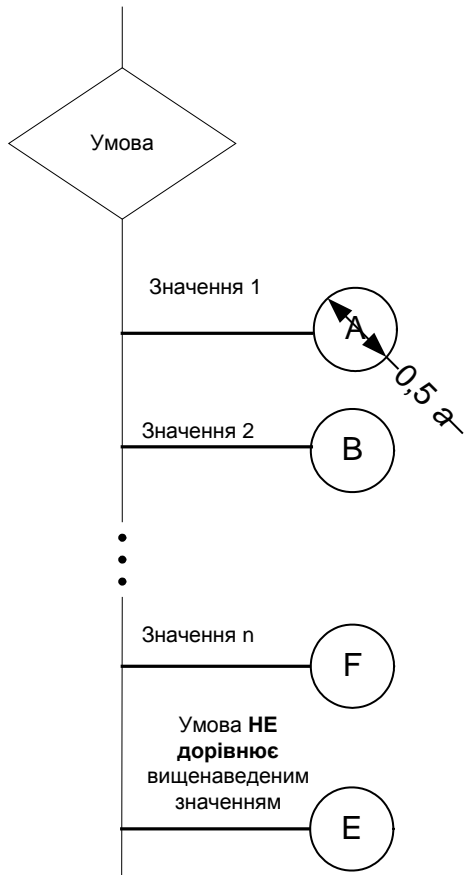 Умова
Значення 1
А
0,5 a
Значення 2
B
Значення n
F
Умова НЕ
дорівнює
вищенаведеним
значенням
E